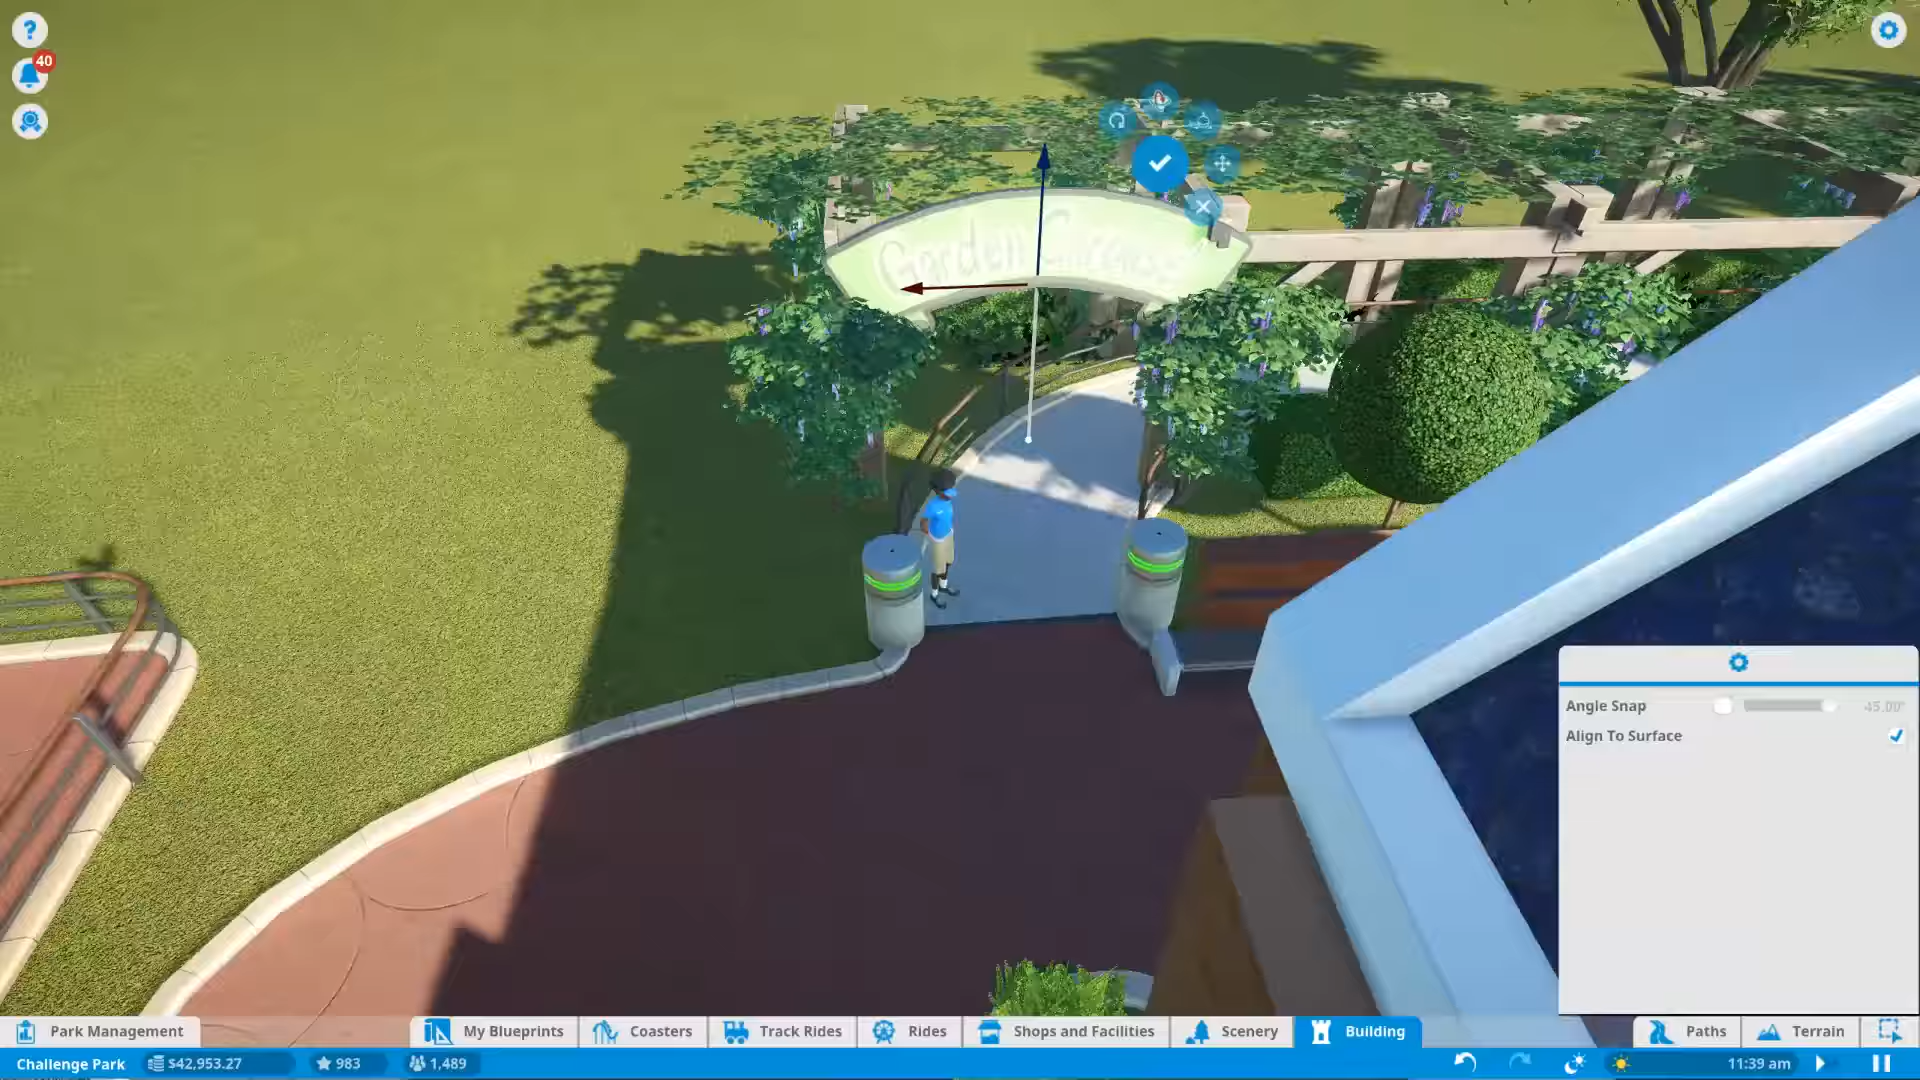 ?
40
Garden
Angle Snap
45.00°
Align To Surface
Park Management
My Blueprints
Coasters
Track Rides
Rides
Shops and Facilities
Scenery
Building
Paths
Terrain
Challenge Park
$42,953.27
983
1,489
11:39 am